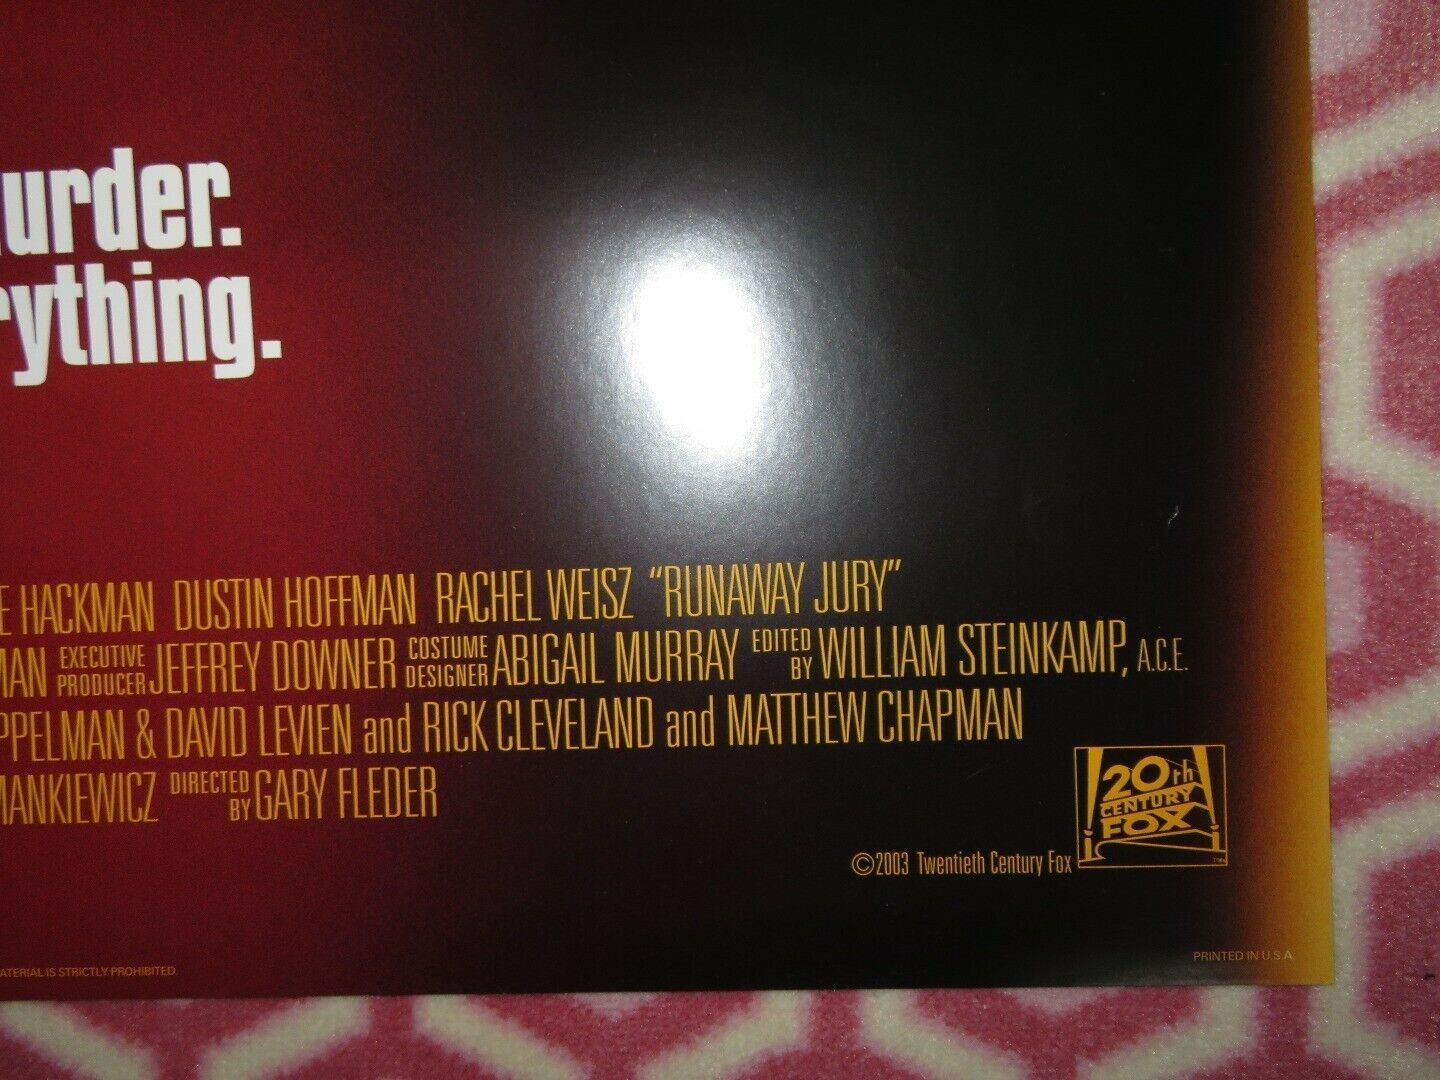 urder.
rything.
E HACKMAN DUSTIN HOFFMAN RACHEL WEISZ "RUNAWAY JURY"
MAN EXECUTIVE PRODUCER JEFFREY DOWNER COSTUME DESIGNER ABIGAIL MURRAY EDITED BY WILLIAM STEINKAMP, A.C.E.
PPELMAN & DAVID LEVIEN and RICK CLEVELAND and MATTHEW CHAPMAN
MANKIEWICZ DIRECTED BY GARY FLEDER
20th
CENTURY
FOX
©2003 Twentieth Century Fox
PRINTED IN U.S.A.
ATERIAL IS STRICTLY PROHIBITED.